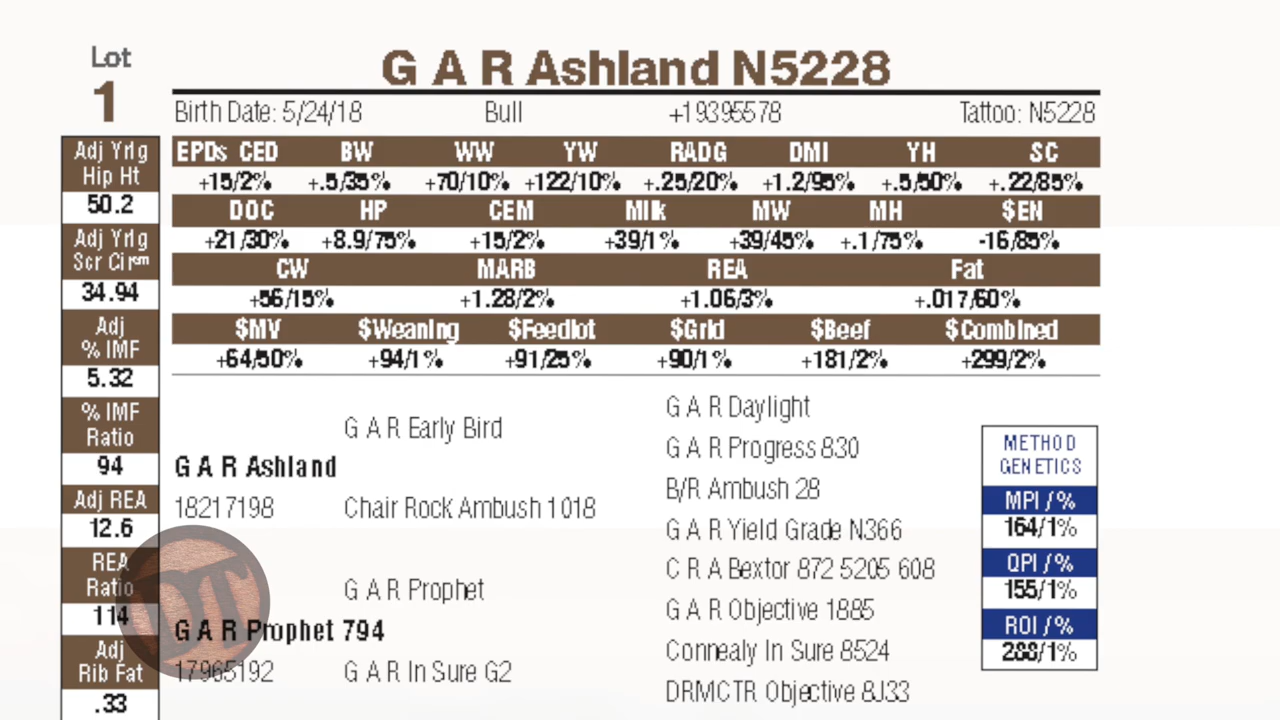 Lot
1
G A R Ashland N5228
Birth Date: 5/24/18 Bull +19395578 Tattoo: N5228
Adj Yrlg
Hip Ht
50.2
Adj Yrlg
Scr Cir cm
34.94
Adj
% IMF
5.32
% IMF
Ratio
94
Adj REA
12.6
REA
Ratio
114
Adj
Rib Fat
.33
EPDs CED BW WW YW RADG DMI YH SC
+15/2% +.5/35% +70/10% +122/10% +.25/20% +1.2/95% +.5/50% +.22/85%
DOC HP CEM Milk MW MH $EN
+21/30% +8.9/75% +15/2% +39/1% +39/45% +.1/75% -16/85%
CW MARB REA Fat
+56/15% +1.28/2% +1.06/3% +.017/60%
$MV $Weaning $Feedlot $Grid $Beef $Combined
+64/50% +94/1% +91/25% +90/1% +181/2% +299/2%
G A R Daylight
G A R Early Bird
G A R Progress 830
G A R Ashland
B/R Ambush 28
18217198 Chair Rock Ambush 1018
G A R Yield Grade N366
C R A Bextor 872 5205 608
G A R Prophet
G A R Objective 1885
G A R Prophet 794
Connealy In Sure 8524
17965192 G A R In Sure G2
DRMCTR Objective 8J33
METHOD
GENETICS
MPI / %
164/1%
QPI / %
155/1%
ROI / %
288/1%
DT